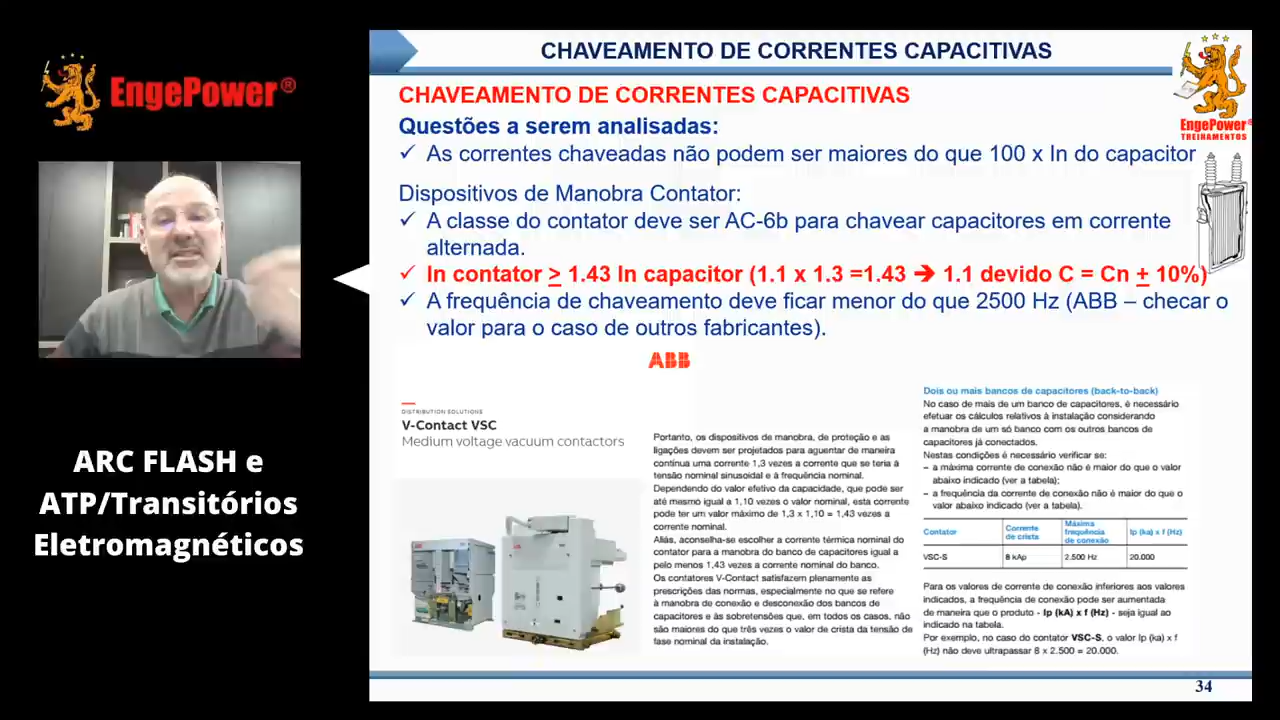 EngePower®
ARC FLASH e
ATP/Transitórios
Eletromagnéticos
CHAVEAMENTO DE CORRENTES CAPACITIVAS
EngePower®
TREINAMENTOS
CHAVEAMENTO DE CORRENTES CAPACITIVAS
Questões a serem analisadas:
✓ As correntes chaveadas não podem ser maiores do que 100 x In do capacitor
Dispositivos de Manobra Contator:
✓ A classe do contator deve ser AC-6b para chavear capacitores em corrente
alternada.
✓ In contator ≥ 1.43 In capacitor (1.1 x 1.3 =1.43 ➔ 1.1 devido C = Cn ± 10%)
✓ A frequência de chaveamento deve ficar menor do que 2500 Hz (ABB – checar o
valor para o caso de outros fabricantes).
ABB
DISTRIBUTION SOLUTIONS
V-Contact VSC
Medium voltage vacuum contactors
Portanto, os dispositivos de manobra, de proteção e as
ligações devem ser projetados para aguentar de maneira
contínua uma corrente 1,3 vezes a corrente que se teria à
tensão nominal sinusoidal e à frequência nominal.
Dependendo do valor efetivo da capacidade, que pode ser
até mesmo igual a 1,10 vezes o valor nominal, esta corrente
pode ter um valor máximo de 1,3 x 1,10 = 1,43 vezes a
corrente nominal.
Aliás, aconselha-se escolher a corrente térmica nominal do
contator para a manobra do banco de capacitores igual a
pelo menos 1,43 vezes a corrente nominal do banco.
Os contatores V-Contact satisfazem plenamente as
prescrições das normas, especialmente no que se refere
à manobra de conexão e desconexão dos bancos de
capacitores e às sobretensões que, em todos os casos, não
são maiores do que três vezes o valor de crista da tensão de
fase nominal da instalação.
Dois ou mais bancos de capacitores (back-to-back)
No caso de mais de um banco de capacitores, é necessário
efetuar os cálculos relativos à instalação considerando
a manobra de um só banco com os outros bancos de
capacitores já conectados.
Nestas condições é necessário verificar se:
– a máxima corrente de conexão não é maior do que o valor
abaixo indicado (ver a tabela);
– a frequência da corrente de conexão não é maior do que o
valor abaixo indicado (ver a tabela).
Contator Corrente de crista Máxima frequência de conexão Ip (ka) x f (Hz)
VSC-S 8 kAp 2.500 Hz 20.000
Para os valores de corrente de conexão inferiores aos valores
indicados, a frequência de conexão pode ser aumentada
de maneira que o produto - Ip (kA) x f (Hz) - seja igual ao
indicado na tabela.
Por exemplo, no caso do contator VSC-S, o valor Ip (ka) x f
(Hz) não deve ultrapassar 8 x 2.500 = 20.000.
34